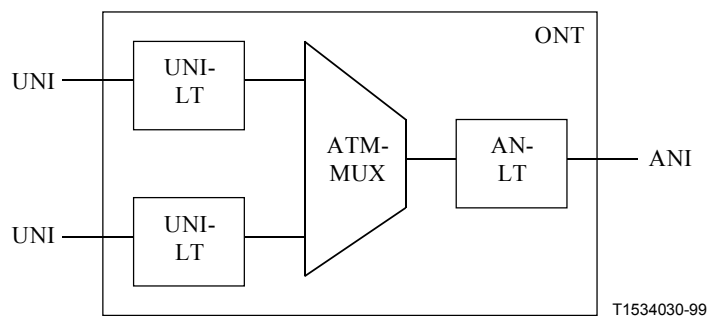 ONT
UNI
UNI-
LT
ATM-
MUX
AN-
LT
ANI
UNI
UNI-
LT
T1534030-99